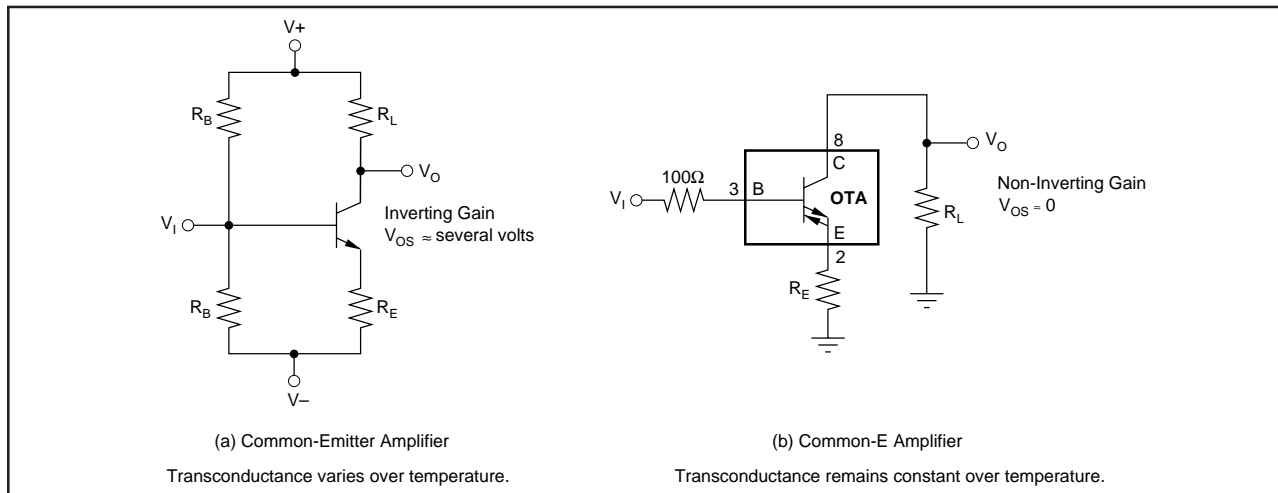 V+
R_B
R_L
V_O
V_I
Inverting Gain
V_OS ≈ several volts
R_B
R_E
V–
(a) Common-Emitter Amplifier
Transconductance varies over temperature.
8
C
V_O
100Ω
V_I
3
B
OTA
Non-Inverting Gain
V_OS ≈ 0
R_L
E
2
R_E
(b) Common-E Amplifier
Transconductance remains constant over temperature.